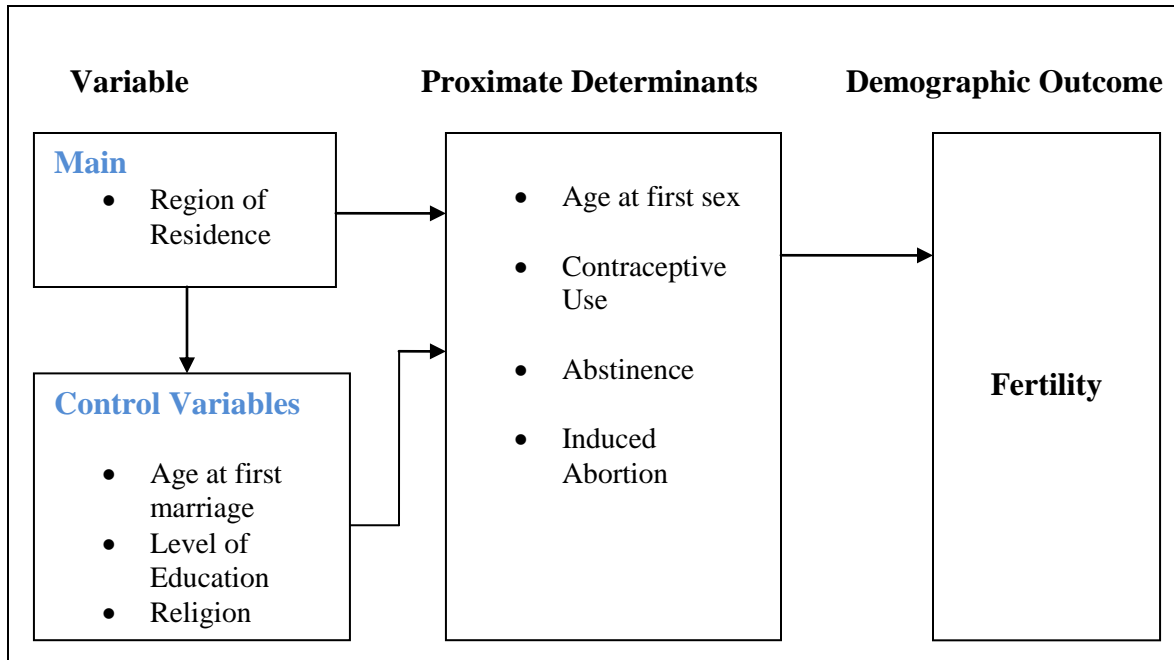 Variable
Proximate Determinants
Demographic Outcome
Main
• Region of
Residence
Control Variables
• Age at first
marriage
• Level of
Education
• Religion
• Age at first sex
• Contraceptive
Use
• Abstinence
• Induced
Abortion
Fertility